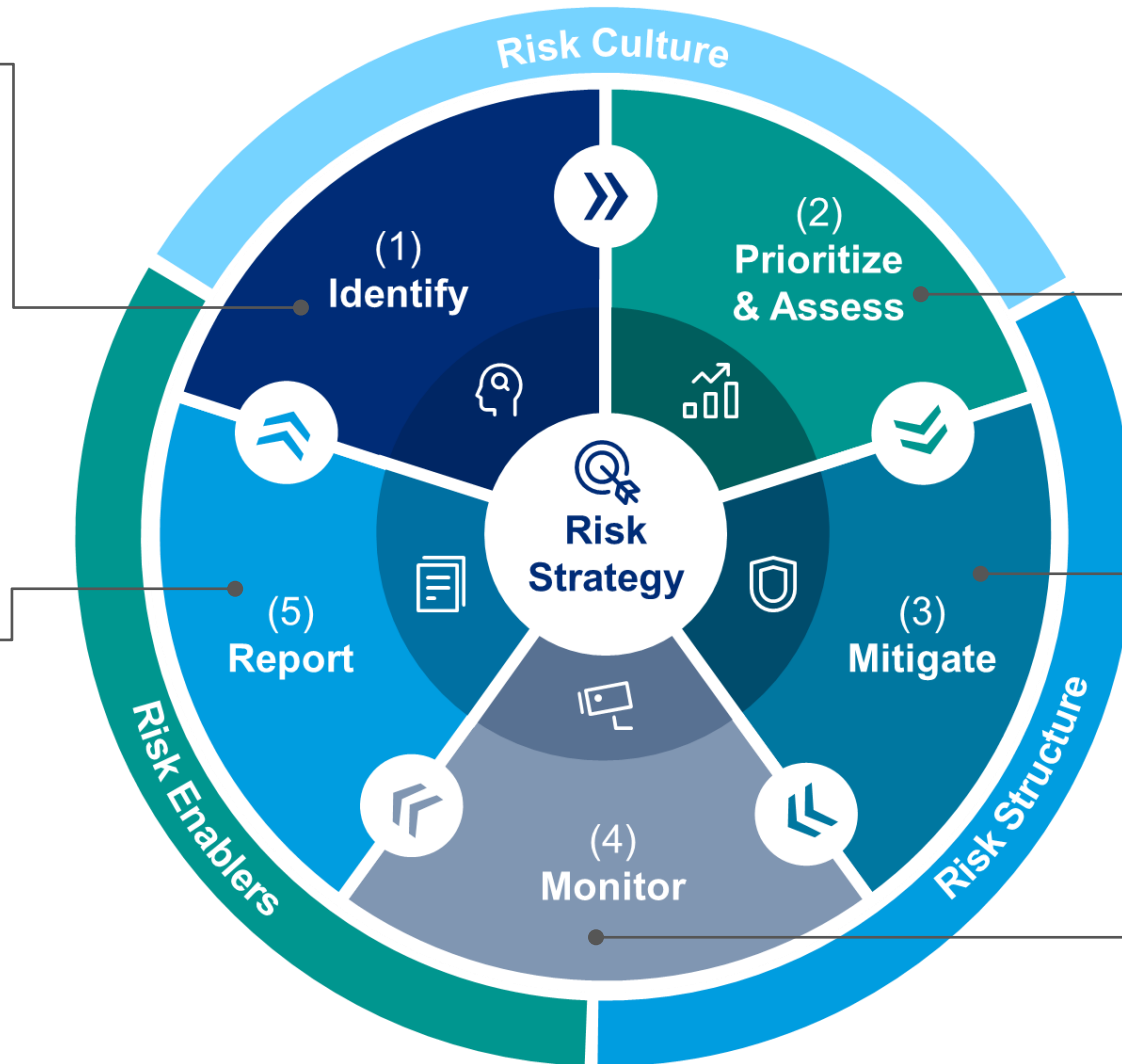 Risk Culture
(1)
Identify
(2)
Prioritize
& Assess
Risk
Strategy
(3)
Mitigate
(4)
Monitor
(5)
Report
Risk Enablers
Risk Structure